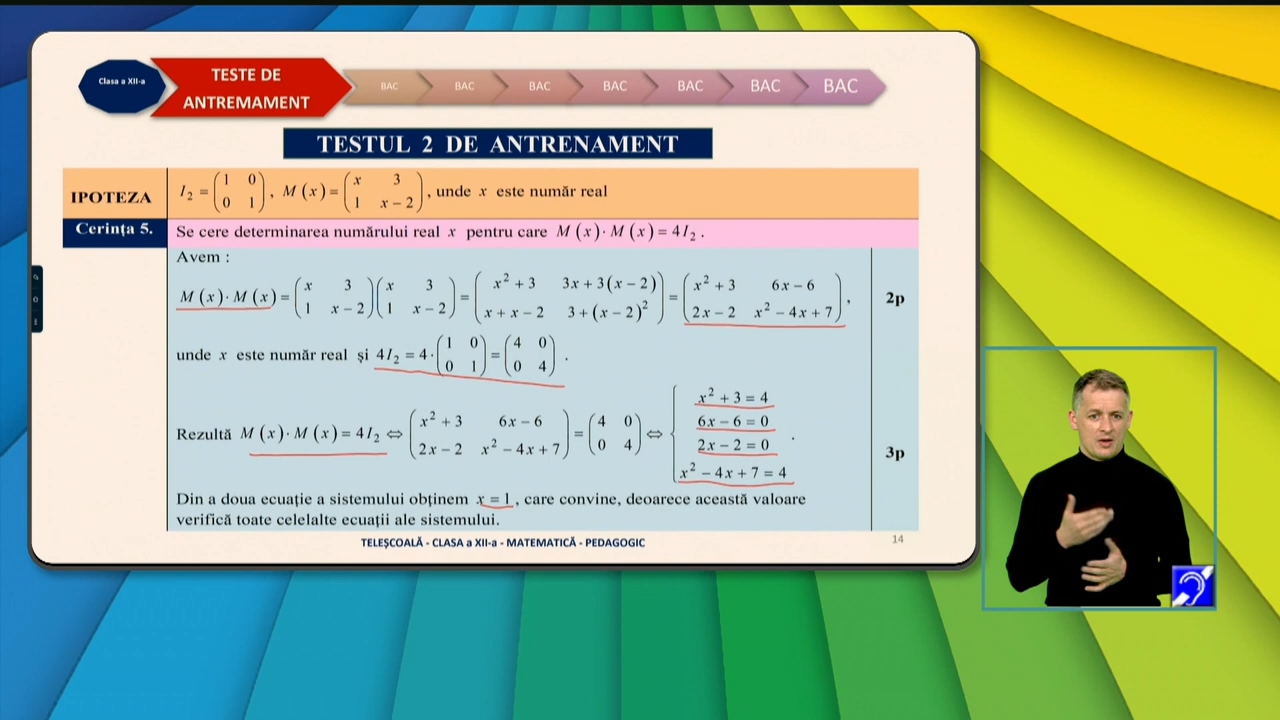 Clasa a XII-a
TESTE DE
ANTREMAMENT
BAC BAC BAC BAC BAC BAC BAC
TESTUL 2 DE ANTRENAMENT
IPOTEZA
I₂ = (1 0; 0 1), M(x) = (x 3; 1 x − 2), unde x este număr real
Cerința 5.
Se cere determinarea numărului real x pentru care M(x)· M(x) = 4I₂ .
Avem :
M(x)· M(x) = (x 3; 1 x − 2)(x 3; 1 x − 2) = (x² + 3 3x + 3(x − 2); x + x − 2 3 + (x − 2)²) = (x² + 3 6x − 6; 2x − 2 x² − 4x + 7),
2p
unde x este număr real și 4I₂ = 4 · (1 0; 0 1) = (4 0; 0 4) .
Rezultă M(x)· M(x) = 4I₂ ⇔ (x² + 3 6x − 6; 2x − 2 x² − 4x + 7) = (4 0; 0 4) ⇔ { x² + 3 = 4
6x − 6 = 0
2x − 2 = 0
x² − 4x + 7 = 4 .
3p
Din a doua ecuație a sistemului obținem x = 1 , care convine, deoarece această valoare
verifică toate celelalte ecuații ale sistemului.
TELEȘCOALĂ - CLASA a XII-a - MATEMATICĂ - PEDAGOGIC
14